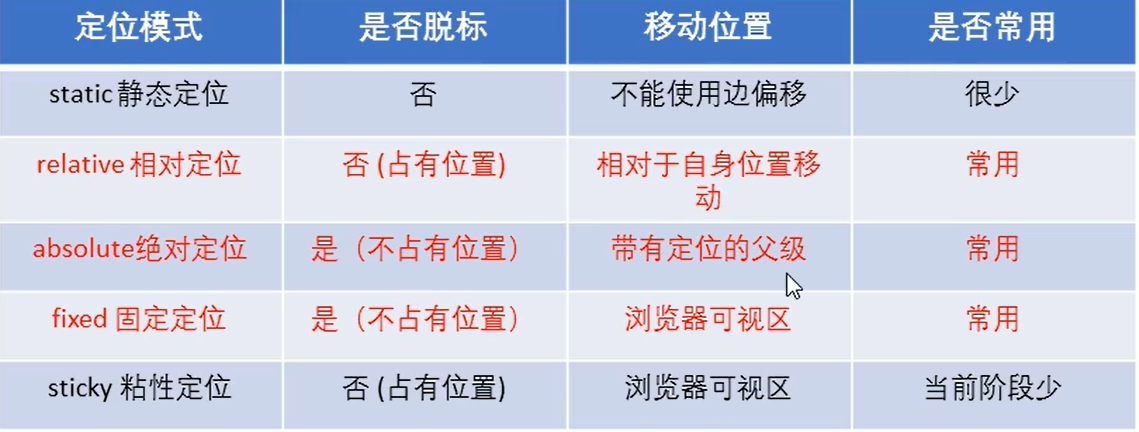 定位模式 是否脱标 移动位置 是否常用
static 静态定位 否 不能使用边偏移 很少
relative 相对定位 否 (占有位置) 相对于自身位置移 常用
动
absolute绝对定位 是（不占有位置） 带有定位的父级 常用
fixed 固定定位 是（不占有位置） 浏览器可视区 常用
sticky 粘性定位 否 (占有位置) 浏览器可视区 当前阶段少